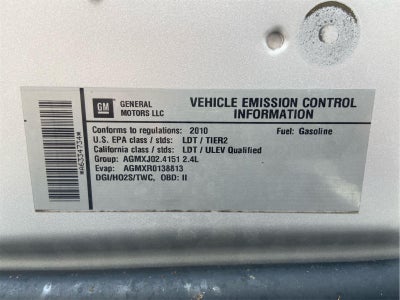 GM
GENERAL
MOTORS LLC
VEHICLE EMISSION CONTROL
INFORMATION
Conforms to regulations: 2010 Fuel: Gasoline
U.S. EPA class / stds: LDT / TIER2
California class / stds: LDT / ULEV Qualified
Group: AGMXJ02.4151 2.4L
Evap: AGMXR0138813
DGI/HO2S/TWC, OBD: II
*46334734*